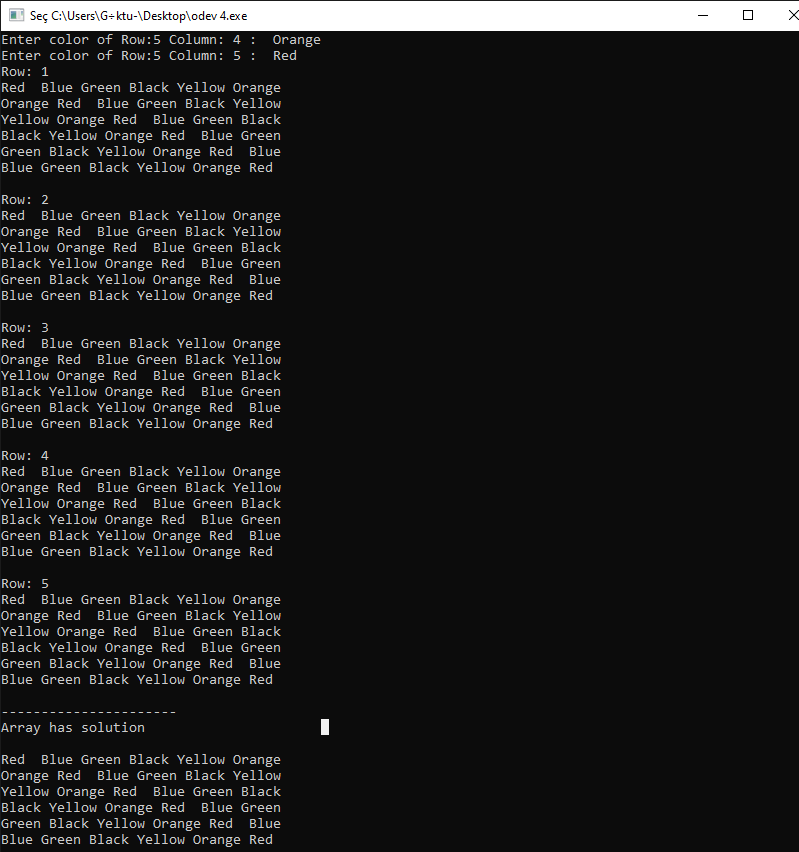 Seç C:\Users\G÷ktu-\Desktop\odev 4.exe
Enter color of Row:5 Column: 4 :  Orange
Enter color of Row:5 Column: 5 :  Red
Row: 1
Red  Blue Green Black Yellow Orange
Orange Red  Blue Green Black Yellow
Yellow Orange Red  Blue Green Black
Black Yellow Orange Red  Blue Green
Green Black Yellow Orange Red  Blue
Blue Green Black Yellow Orange Red

Row: 2
Red  Blue Green Black Yellow Orange
Orange Red  Blue Green Black Yellow
Yellow Orange Red  Blue Green Black
Black Yellow Orange Red  Blue Green
Green Black Yellow Orange Red  Blue
Blue Green Black Yellow Orange Red

Row: 3
Red  Blue Green Black Yellow Orange
Orange Red  Blue Green Black Yellow
Yellow Orange Red  Blue Green Black
Black Yellow Orange Red  Blue Green
Green Black Yellow Orange Red  Blue
Blue Green Black Yellow Orange Red

Row: 4
Red  Blue Green Black Yellow Orange
Orange Red  Blue Green Black Yellow
Yellow Orange Red  Blue Green Black
Black Yellow Orange Red  Blue Green
Green Black Yellow Orange Red  Blue
Blue Green Black Yellow Orange Red

Row: 5
Red  Blue Green Black Yellow Orange
Orange Red  Blue Green Black Yellow
Yellow Orange Red  Blue Green Black
Black Yellow Orange Red  Blue Green
Green Black Yellow Orange Red  Blue
Blue Green Black Yellow Orange Red

----------------------
Array has solution

Red  Blue Green Black Yellow Orange
Orange Red  Blue Green Black Yellow
Yellow Orange Red  Blue Green Black
Black Yellow Orange Red  Blue Green
Green Black Yellow Orange Red  Blue
Blue Green Black Yellow Orange Red